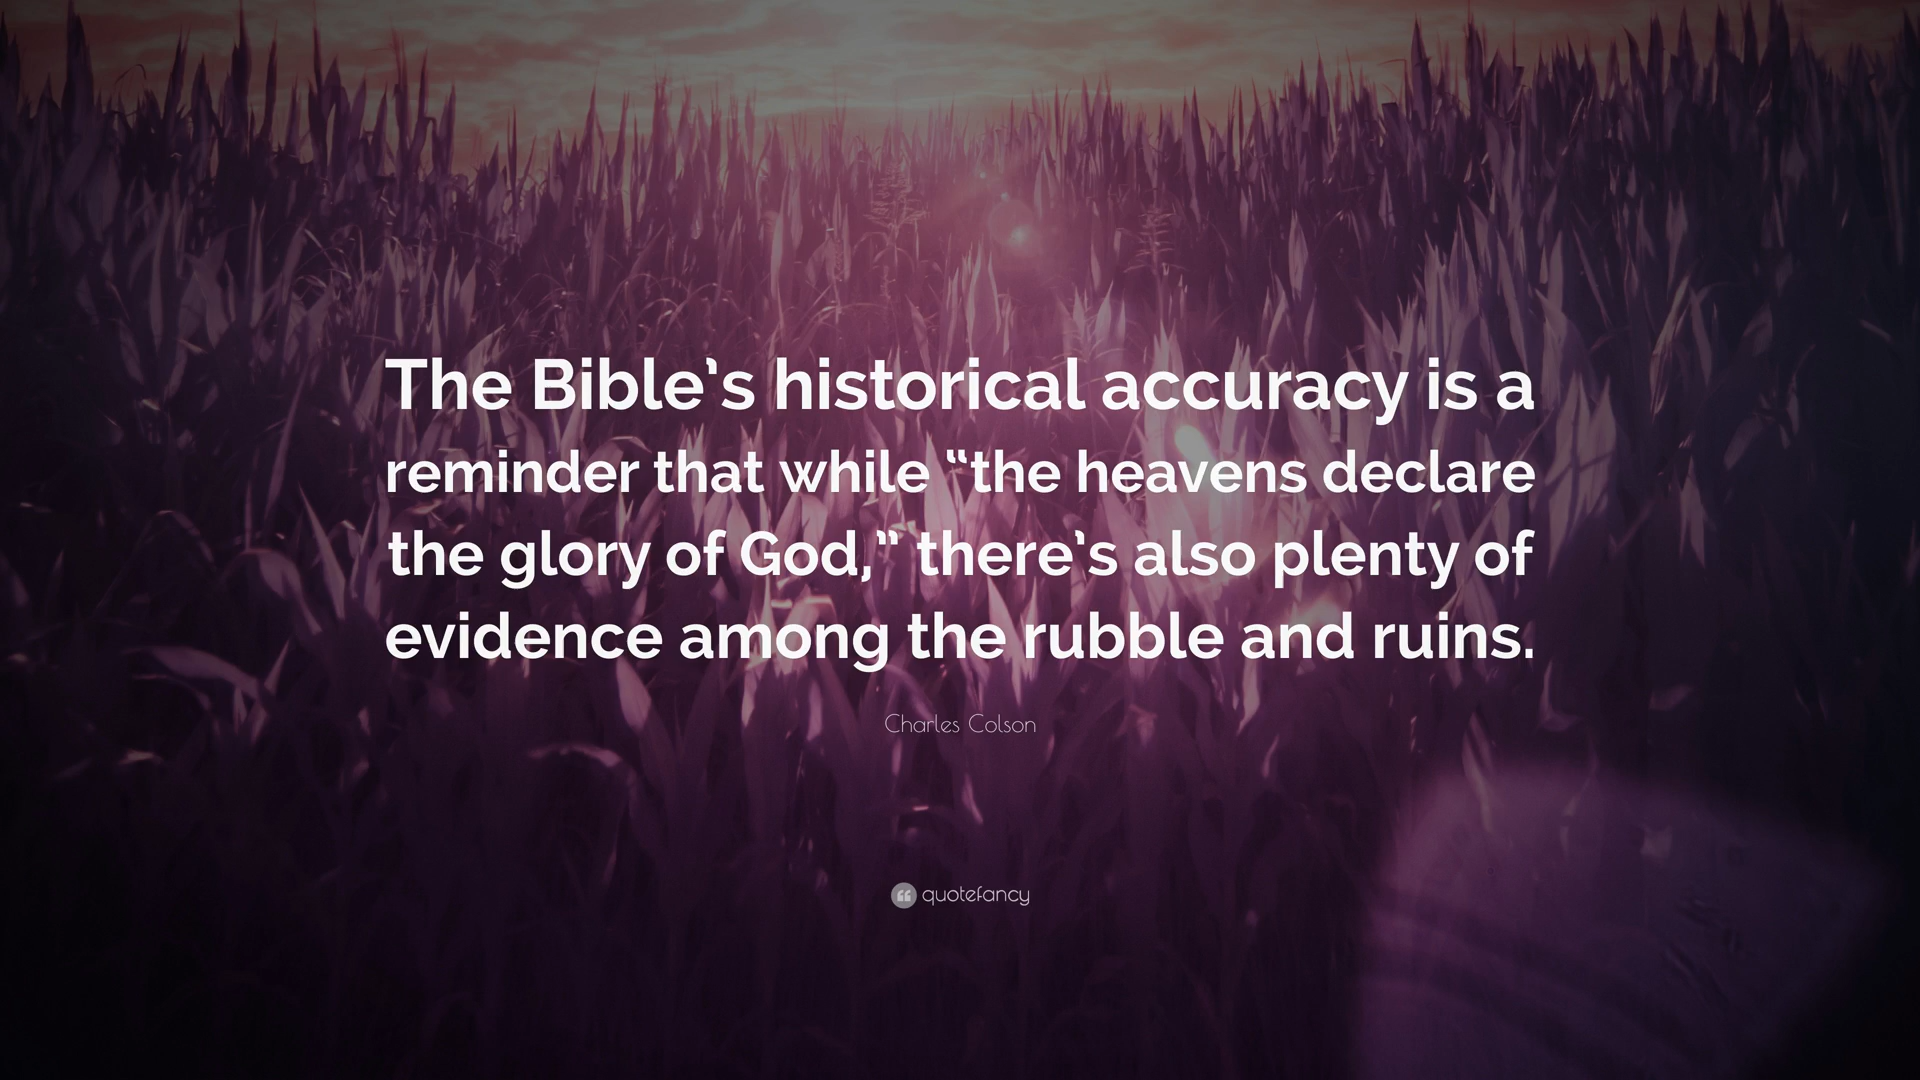 The Bible’s historical accuracy is a
reminder that while “the heavens declare
the glory of God,” there’s also plenty of
evidence among the rubble and ruins.
Charles Colson
quotefancy